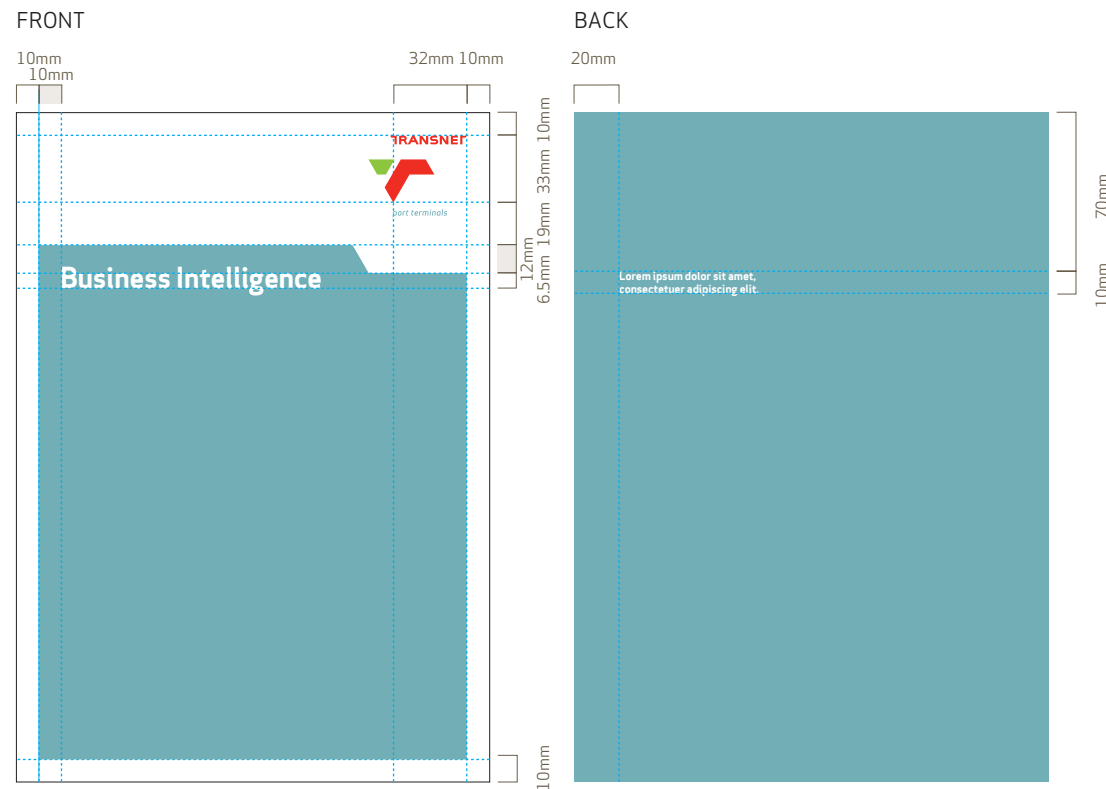 FRONT
BACK
10mm
10mm
32mm 10mm
20mm
TRANSNET
port terminals
Business Intelligence
10mm
33mm
19mm
12mm
6.5mm
10mm
Lorem ipsum dolor sit amet,
consectetuer adipiscing elit.
70mm
10mm